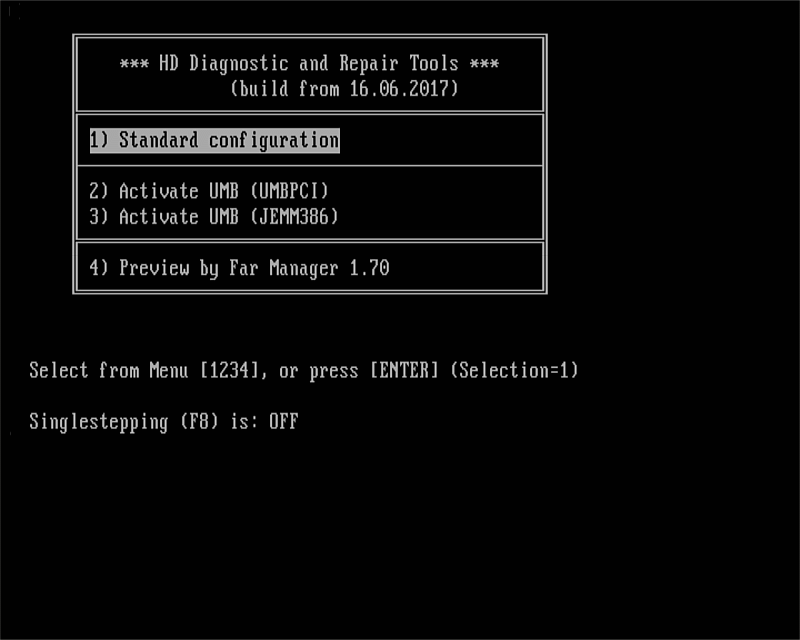 *** HD Diagnostic and Repair Tools ***
(build from 16.06.2017)
1) Standard configuration
2) Activate UMB (UMBPCI)
3) Activate UMB (JEMM386)
4) Preview by Far Manager 1.70
Select from Menu [1234], or press [ENTER] (Selection=1)
Singlestepping (F8) is: OFF